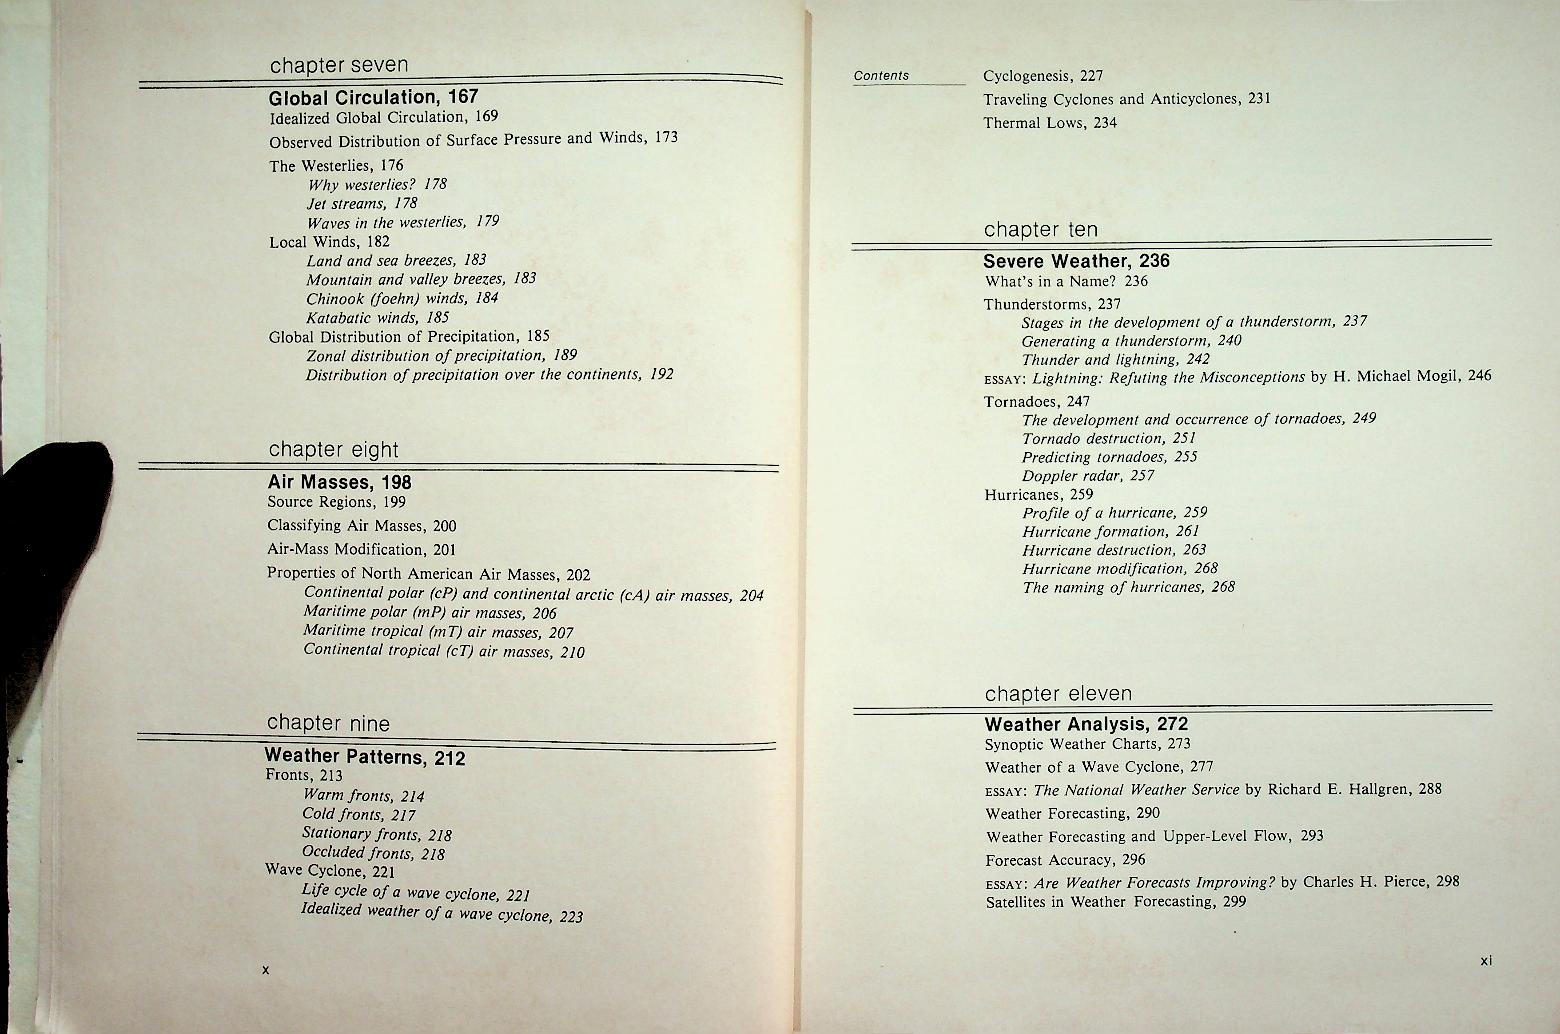 chapter seven
Global Circulation, 167
Idealized Global Circulation, 169
Observed Distribution of Surface Pressure and Winds, 173
The Westerlies, 176
Why westerlies? 178
Jet streams, 178
Waves in the westerlies, 179
Local Winds, 182
Land and sea breezes, 183
Mountain and valley breezes, 183
Chinook (foehn) winds, 184
Katabatic winds, 185
Global Distribution of Precipitation, 185
Zonal distribution of precipitation, 189
Distribution of precipitation over the continents, 192
chapter eight
Air Masses, 198
Source Regions, 199
Classifying Air Masses, 200
Air-Mass Modification, 201
Properties of North American Air Masses, 202
Continental polar (cP) and continental arctic (cA) air masses, 204
Maritime polar (mP) air masses, 206
Maritime tropical (mT) air masses, 207
Continental tropical (cT) air masses, 210
chapter nine
Weather Patterns, 212
Fronts, 213
Warm fronts, 214
Cold fronts, 217
Stationary fronts, 218
Occluded fronts, 218
Wave Cyclone, 221
Life cycle of a wave cyclone, 221
Idealized weather of a wave cyclone, 223
x
Contents
Cyclogenesis, 227
Traveling Cyclones and Anticyclones, 231
Thermal Lows, 234
chapter ten
Severe Weather, 236
What's in a Name? 236
Thunderstorms, 237
Stages in the development of a thunderstorm, 237
Generating a thunderstorm, 240
Thunder and lightning, 242
ESSAY: Lightning: Refuting the Misconceptions by H. Michael Mogil, 246
Tornadoes, 247
The development and occurrence of tornadoes, 249
Tornado destruction, 251
Predicting tornadoes, 255
Doppler radar, 257
Hurricanes, 259
Profile of a hurricane, 259
Hurricane formation, 261
Hurricane destruction, 263
Hurricane modification, 268
The naming of hurricanes, 268
chapter eleven
Weather Analysis, 272
Synoptic Weather Charts, 273
Weather of a Wave Cyclone, 277
ESSAY: The National Weather Service by Richard E. Hallgren, 288
Weather Forecasting, 290
Weather Forecasting and Upper-Level Flow, 293
Forecast Accuracy, 296
ESSAY: Are Weather Forecasts Improving? by Charles H. Pierce, 298
Satellites in Weather Forecasting, 299
xi